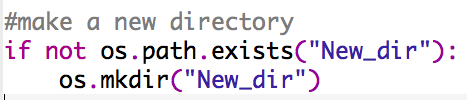 #make a new directory
if not os.path.exists("New_dir"):
    os.mkdir("New_dir")